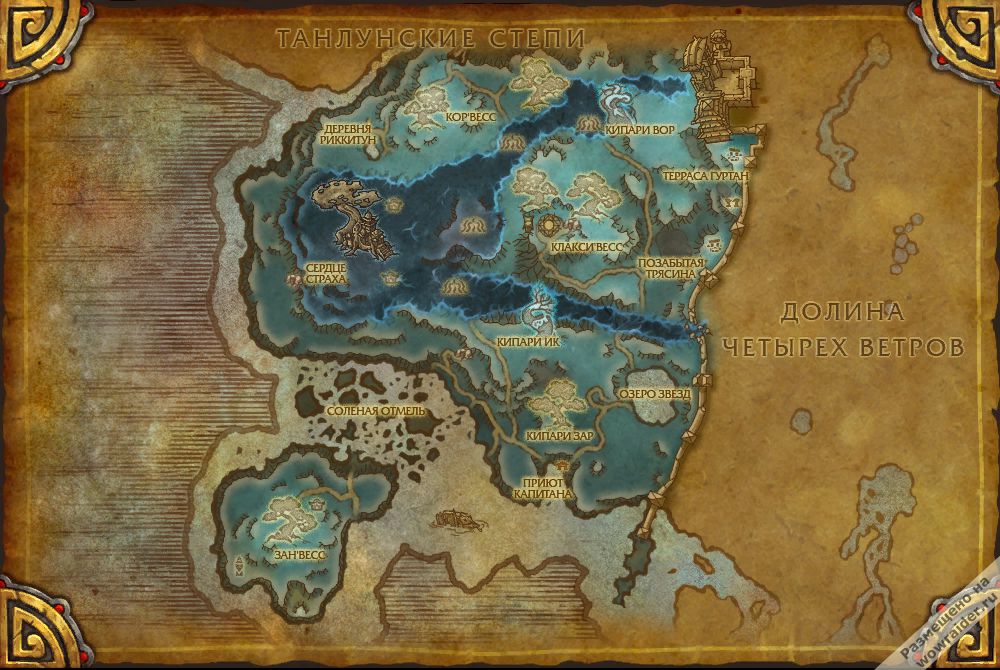 ТАНЛУНСКИЕ СТЕПИ
КОР'ВЕСС
ДЕРЕВНЯ
РИККИТУН
КИПАРИ ВОР
ТЕРРАСА ГУРТАН
КЛАКСИ'ВЕСС
ПОЗАБЫТАЯ
ТРЯСИНА
СЕРДЦЕ
СТРАХА
ДОЛИНА
ЧЕТЫРЕХ ВЕТРОВ
КИПАРИ ИК
ОЗЕРО ЗВЕЗД
СОЛЕНАЯ ОТМЕЛЬ
КИПАРИ ЗАР
ПРИЮТ
КАПИТАНА
ЗАН'ВЕСС
Размещено на
wowraider.ru